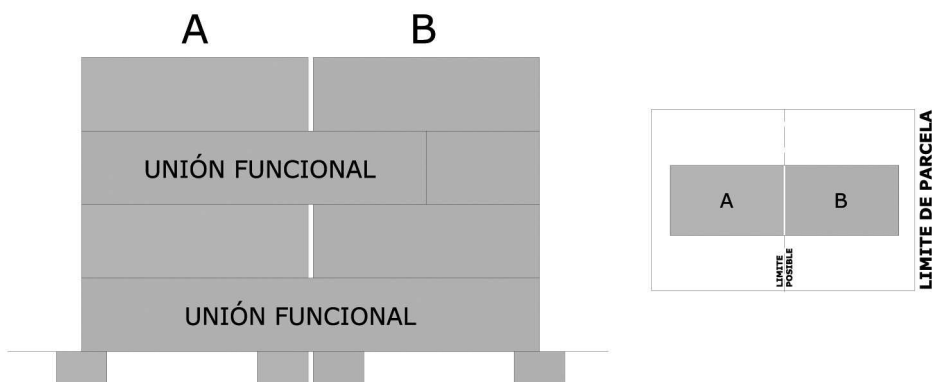 A B
UNIÓN FUNCIONAL
UNIÓN FUNCIONAL
A B
LIMITE
POSIBLE
LIMITE DE PARCELA